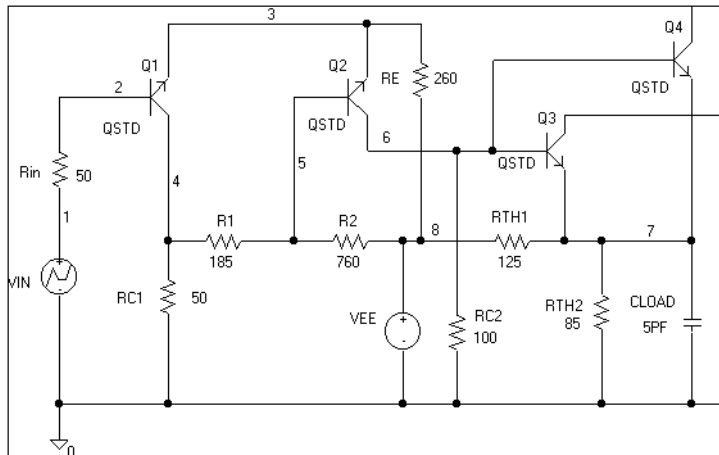 3
Q4
Q1
Q2
2
RE
260
QSTD
Q3
QSTD
QSTD
6
QSTD
Rin
50
5
4
1
R1
R2
8
RTH1
7
185
760
125
VIN
RC1
50
VEE
RC2
100
RTH2
85
CLOAD
5PF
0